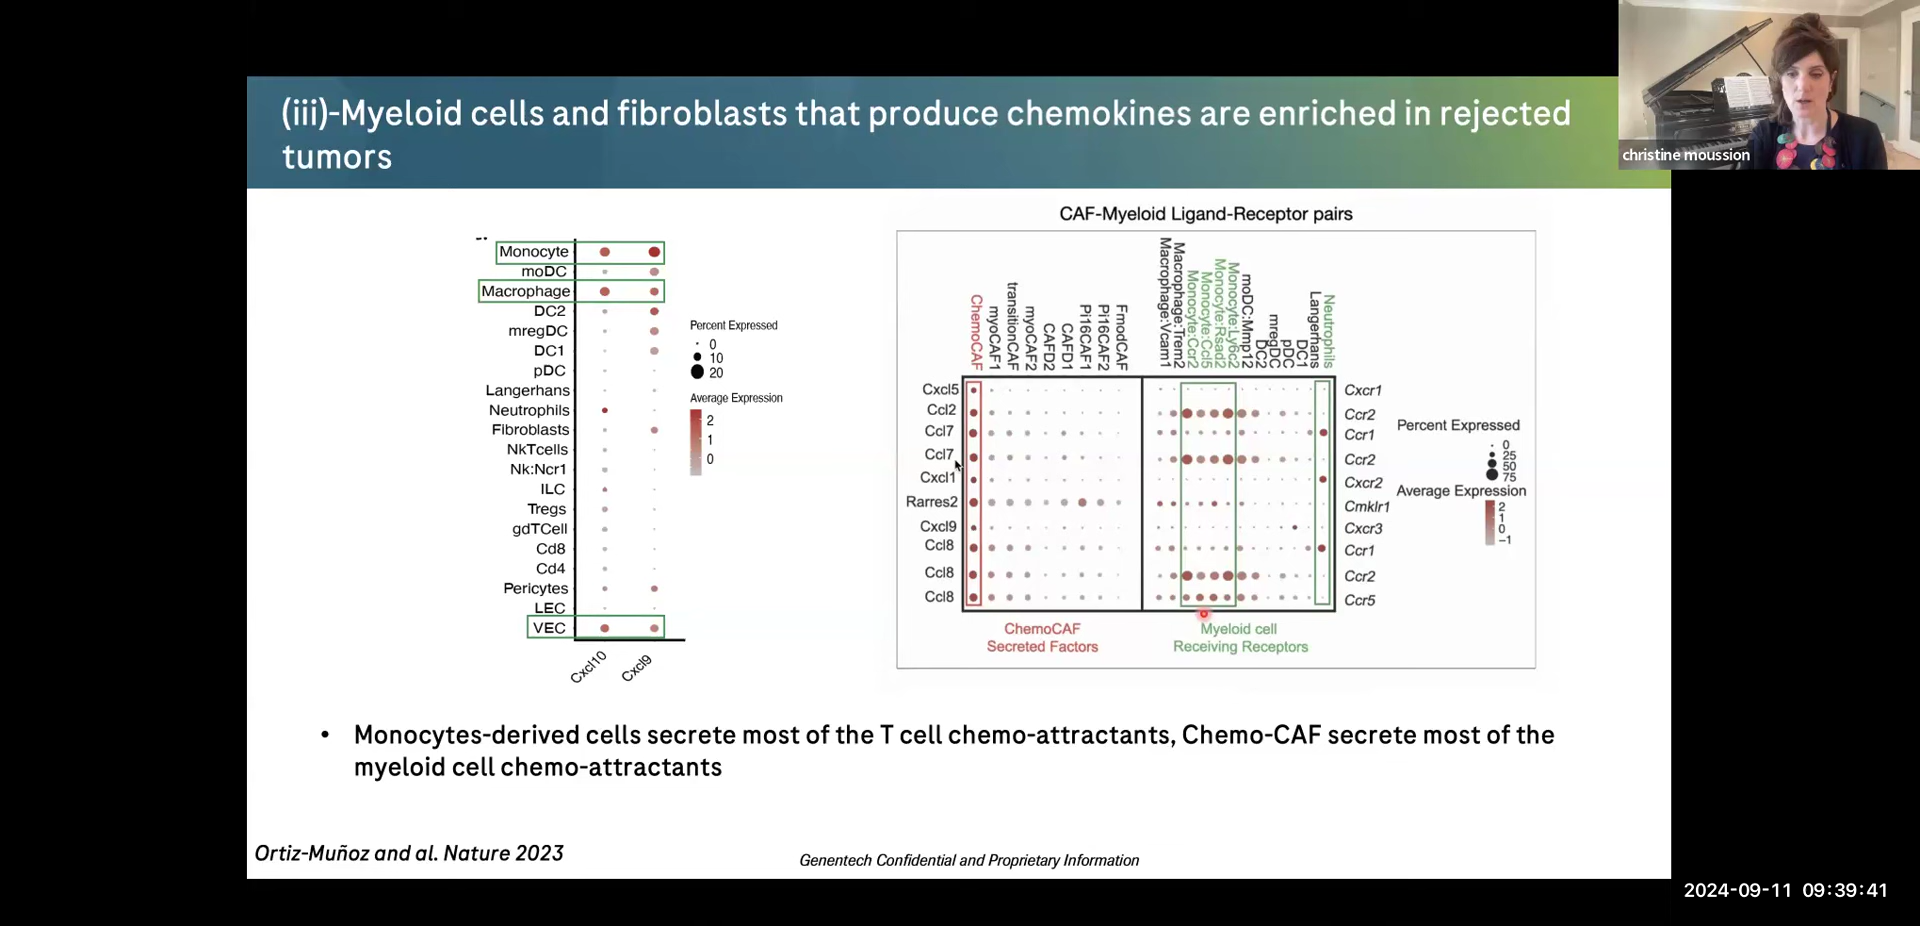 (iii)-Myeloid cells and fibroblasts that produce chemokines are enriched in rejected
tumors
christine moussion
Monocyte
moDC
Macrophage
DC2
mregDC
DC1
pDC
Langerhans
Neutrophils
Fibroblasts
NkTcells
Nk:Ncr1
ILC
Tregs
gdTCell
Cd8
Cd4
Pericytes
LEC
VEC
Cxcl10
Cxcl9
Percent Expressed
0
10
20
Average Expression
2
1
0
CAF-Myeloid Ligand-Receptor pairs
ChemoCAF
myoCAF1
transitionCAF
myoCAF2
CAFD2
CAFD1
Pi16CAF1
Pi16CAF2
FmodCAF
Macrophage:Vcam1
Macrophage:Trem2
Monocyte:Ccr2
Monocyte:Ccl5
Monocyte:Rsad2
Monocyte:Ly6c2
moDC:Mmp12
DC2
mregDC
pDC
DC1
Langerhans
Neutrophils
Cxcl5
Ccl2
Ccl7
Ccl7
Cxcl1
Rarres2
Cxcl9
Ccl8
Ccl8
Ccl8
Cxcr1
Ccr2
Ccr1
Ccr2
Cxcr2
Cmklr1
Cxcr3
Ccr1
Ccr2
Ccr5
Percent Expressed
0
25
50
75
Average Expression
2
1
0
−1
ChemoCAF
Secreted Factors
Myeloid cell
Receiving Receptors
• Monocytes-derived cells secrete most of the T cell chemo-attractants, Chemo-CAF secrete most of the
myeloid cell chemo-attractants
Ortiz-Muñoz and al. Nature 2023
Genentech Confidential and Proprietary Information
2024-09-11 09:39:41